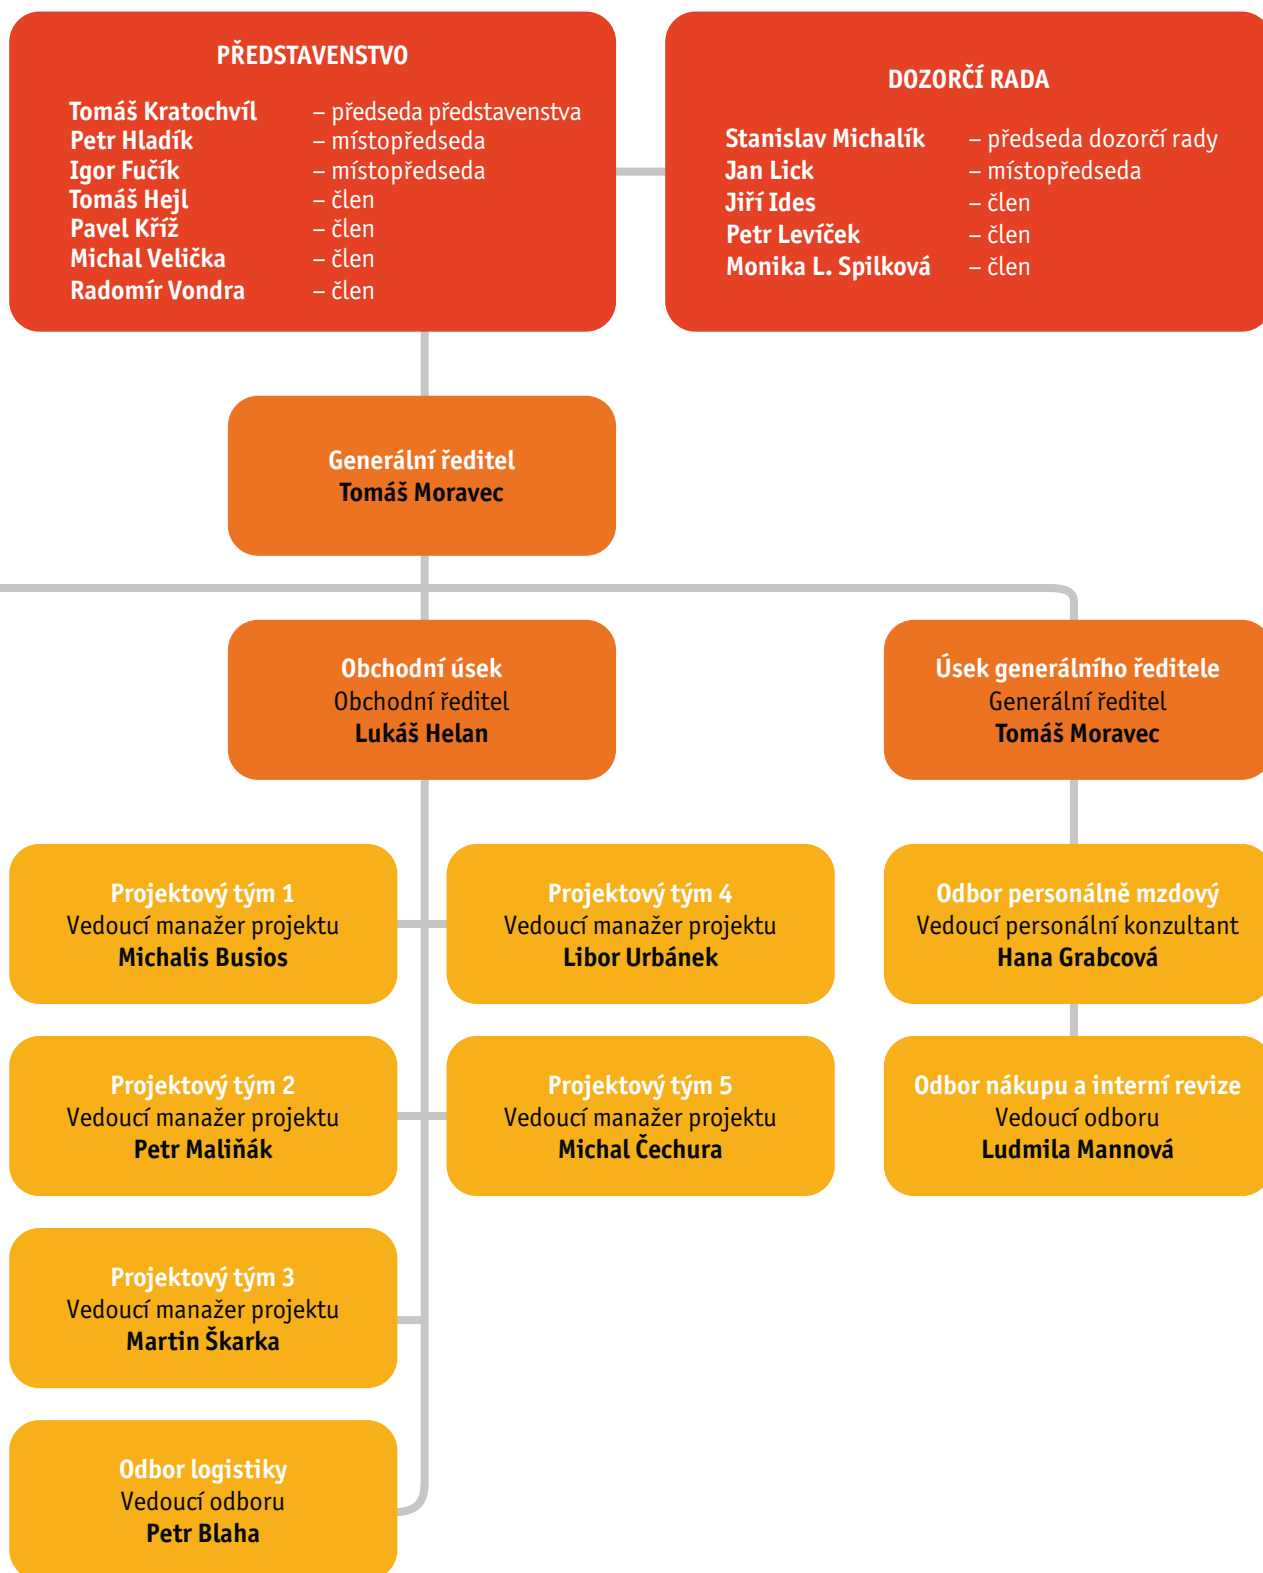 PŘEDSTAVENSTVO
Tomáš Kratochvíl – předseda představenstva
Petr Hladík – místopředseda
Igor Fučík – místopředseda
Tomáš Hejl – člen
Pavel Kříž – člen
Michal Velička – člen
Radomír Vondra – člen
DOZORČÍ RADA
Stanislav Michalík – předseda dozorčí rady
Jan Lick – místopředseda
Jiří Ides – člen
Petr Levíček – člen
Monika L. Spilková – člen
Generální ředitel
Tomáš Moravec
Obchodní úsek
Obchodní ředitel
Lukáš Helan
Úsek generálního ředitele
Generální ředitel
Tomáš Moravec
Projektový tým 1
Vedoucí manažer projektu
Michalis Busios
Projektový tým 4
Vedoucí manažer projektu
Libor Urbánek
Odbor personálně mzdový
Vedoucí personální konzultant
Hana Grabcová
Projektový tým 2
Vedoucí manažer projektu
Petr Maliňák
Projektový tým 5
Vedoucí manažer projektu
Michal Čechura
Odbor nákupu a interní revize
Vedoucí odboru
Ludmila Mannová
Projektový tým 3
Vedoucí manažer projektu
Martin Škarka
Odbor logistiky
Vedoucí odboru
Petr Blaha